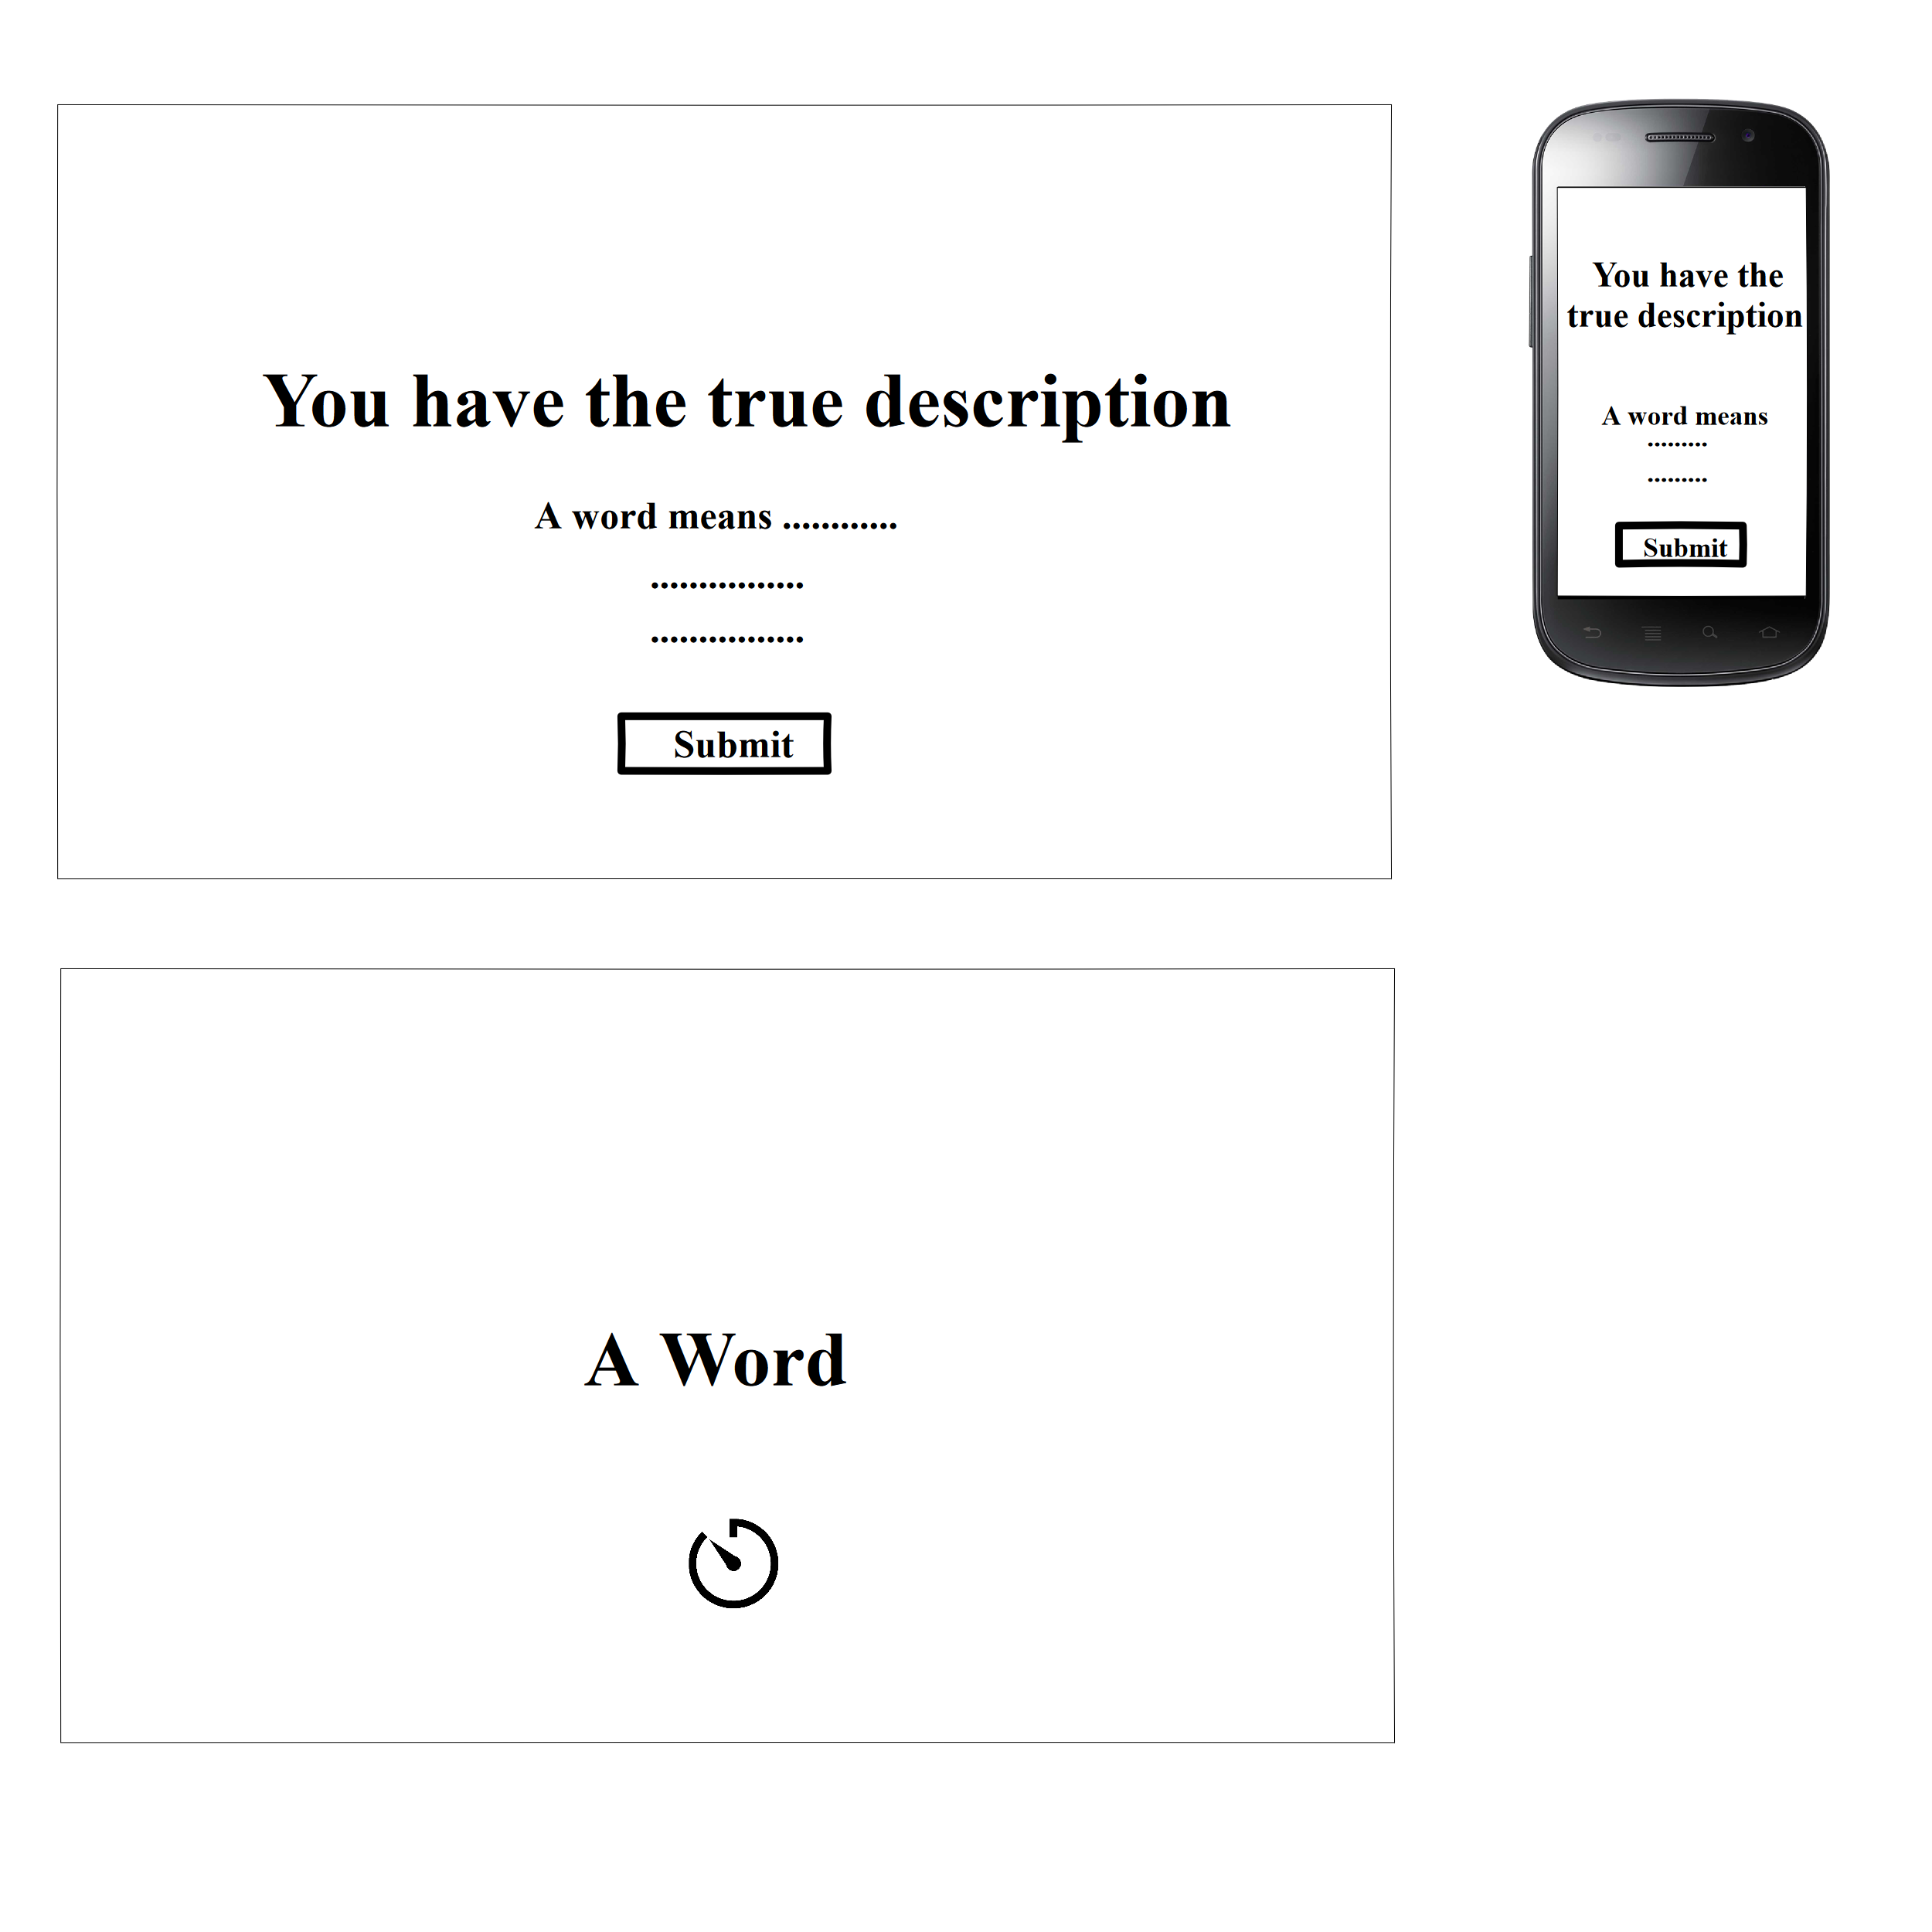 You have the true description
A word means ............
................
................
Submit
You have the
true description
A word means
.........
.........
Submit
A Word